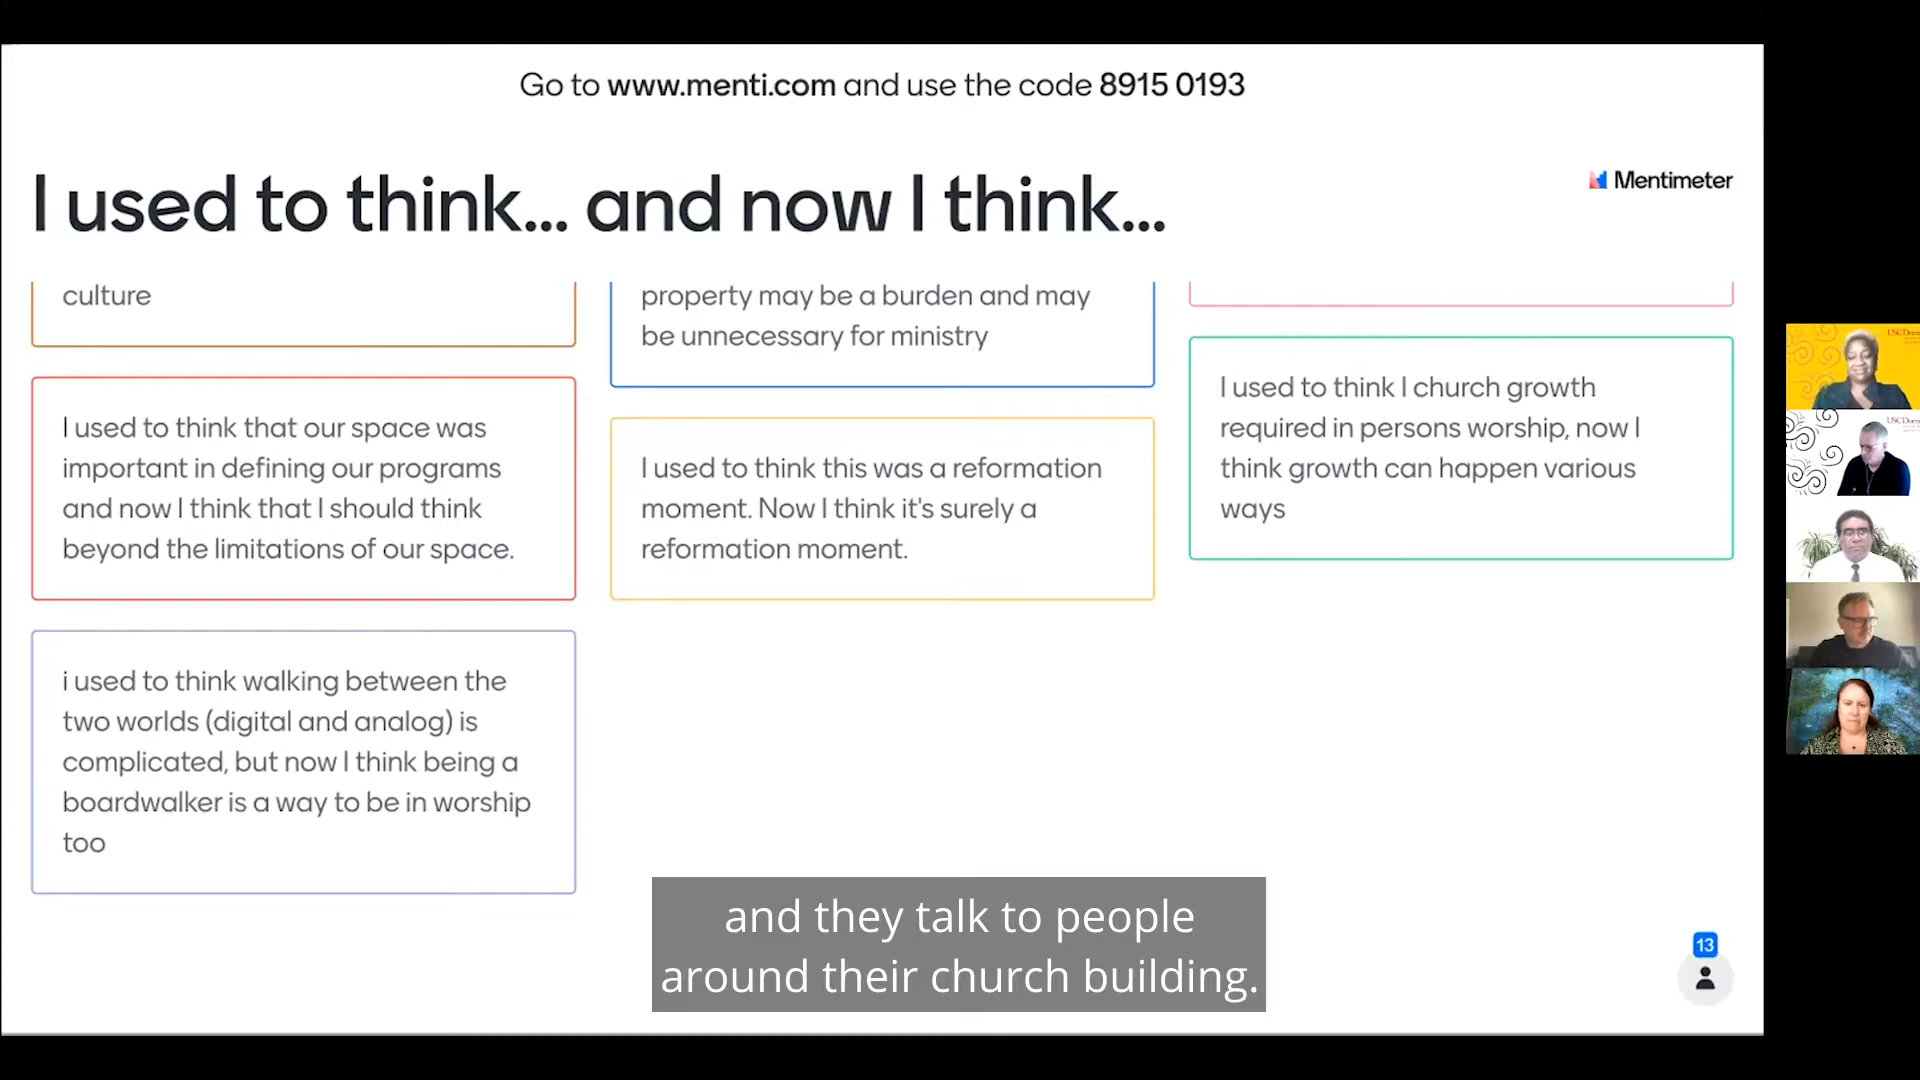 Go to www.menti.com and use the code 8915 0193
I used to think... and now I think...
Mentimeter
culture
I used to think that our space was
important in defining our programs
and now I think that I should think
beyond the limitations of our space.
i used to think walking between the
two worlds (digital and analog) is
complicated, but now I think being a
boardwalker is a way to be in worship
too
property may be a burden and may
be unnecessary for ministry
I used to think this was a reformation
moment. Now I think it's surely a
reformation moment.
I used to think I church growth
required in persons worship, now I
think growth can happen various
ways
and they talk to people
around their church building.
13